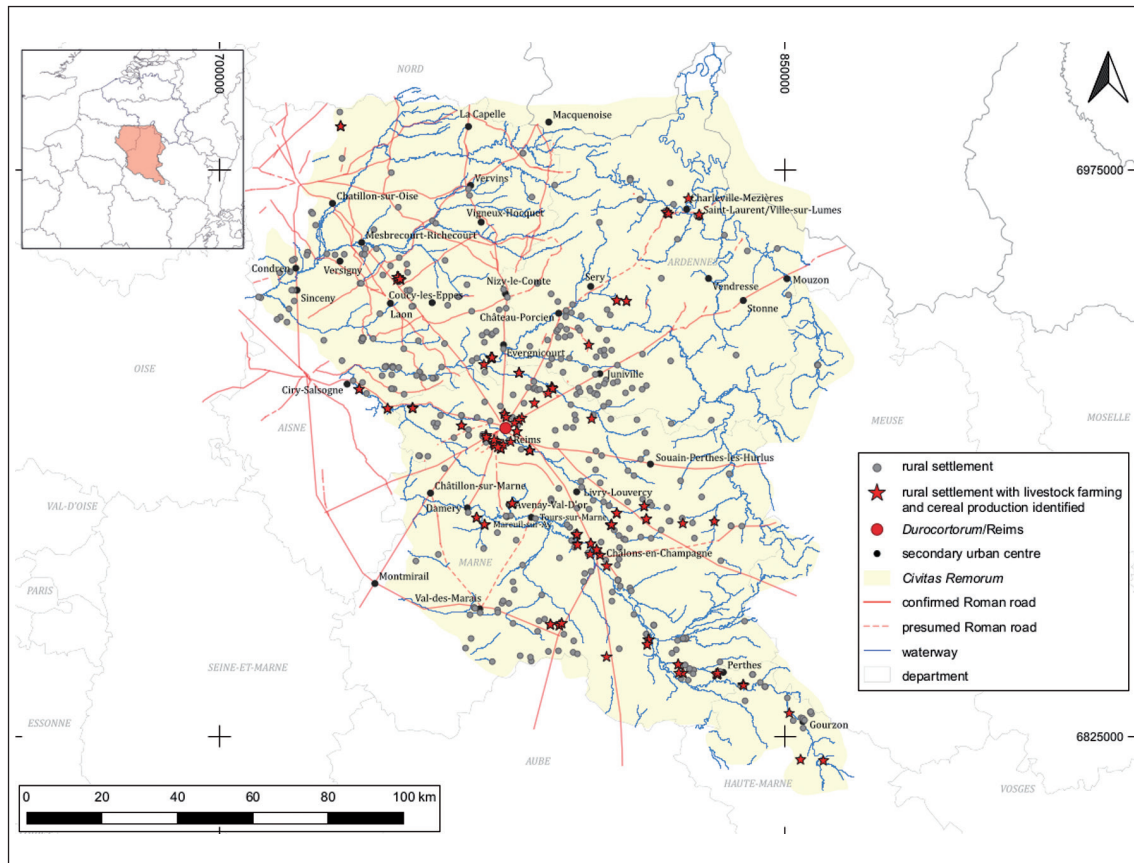 700000
8500000
NORD
La Capelle
Macquenoise
6975000
Vervins
Charleville-Mezières
Chatillon-sur-Oise
Saint-Laurent/Ville-sur-Lumes
Vigneux-Hocquet
Mesbrecourt-Richecourt
ARDENNES
Condren
Versigny
Nizy-le-Comte
Sery
Vendresse
Mouzon
Sinceny
Coucy-les-Eppes
Laon
Stonne
Château-Porcien
Evergnicourt
OISE
Juniville
Ciry-Salsogne
AISNE
MEUSE
MOSELLE
Reims
Souain-Perthes-les-Hurlus
VAL-D'OISE
Châtillon-sur-Marne
Livry-Louvercy
Damery
Avenay-Val-D'or
Tours-sur-Marne
Mareuil-sur-Ay
Châlons-en-Champagne
MARNE
PARIS
Montmirail
Val-des-Marais
SEINE-ET-MARNE
Perthes
ESSONNE
Gourzon
6825000
AUBE
HAUTE-MARNE
VOSGES
rural settlement
rural settlement with livestock farming
and cereal production identified
Durocortorum/Reims
secondary urban centre
Civitas Remorum
confirmed Roman road
presumed Roman road
waterway
department
0 20 40 60 80 100 km